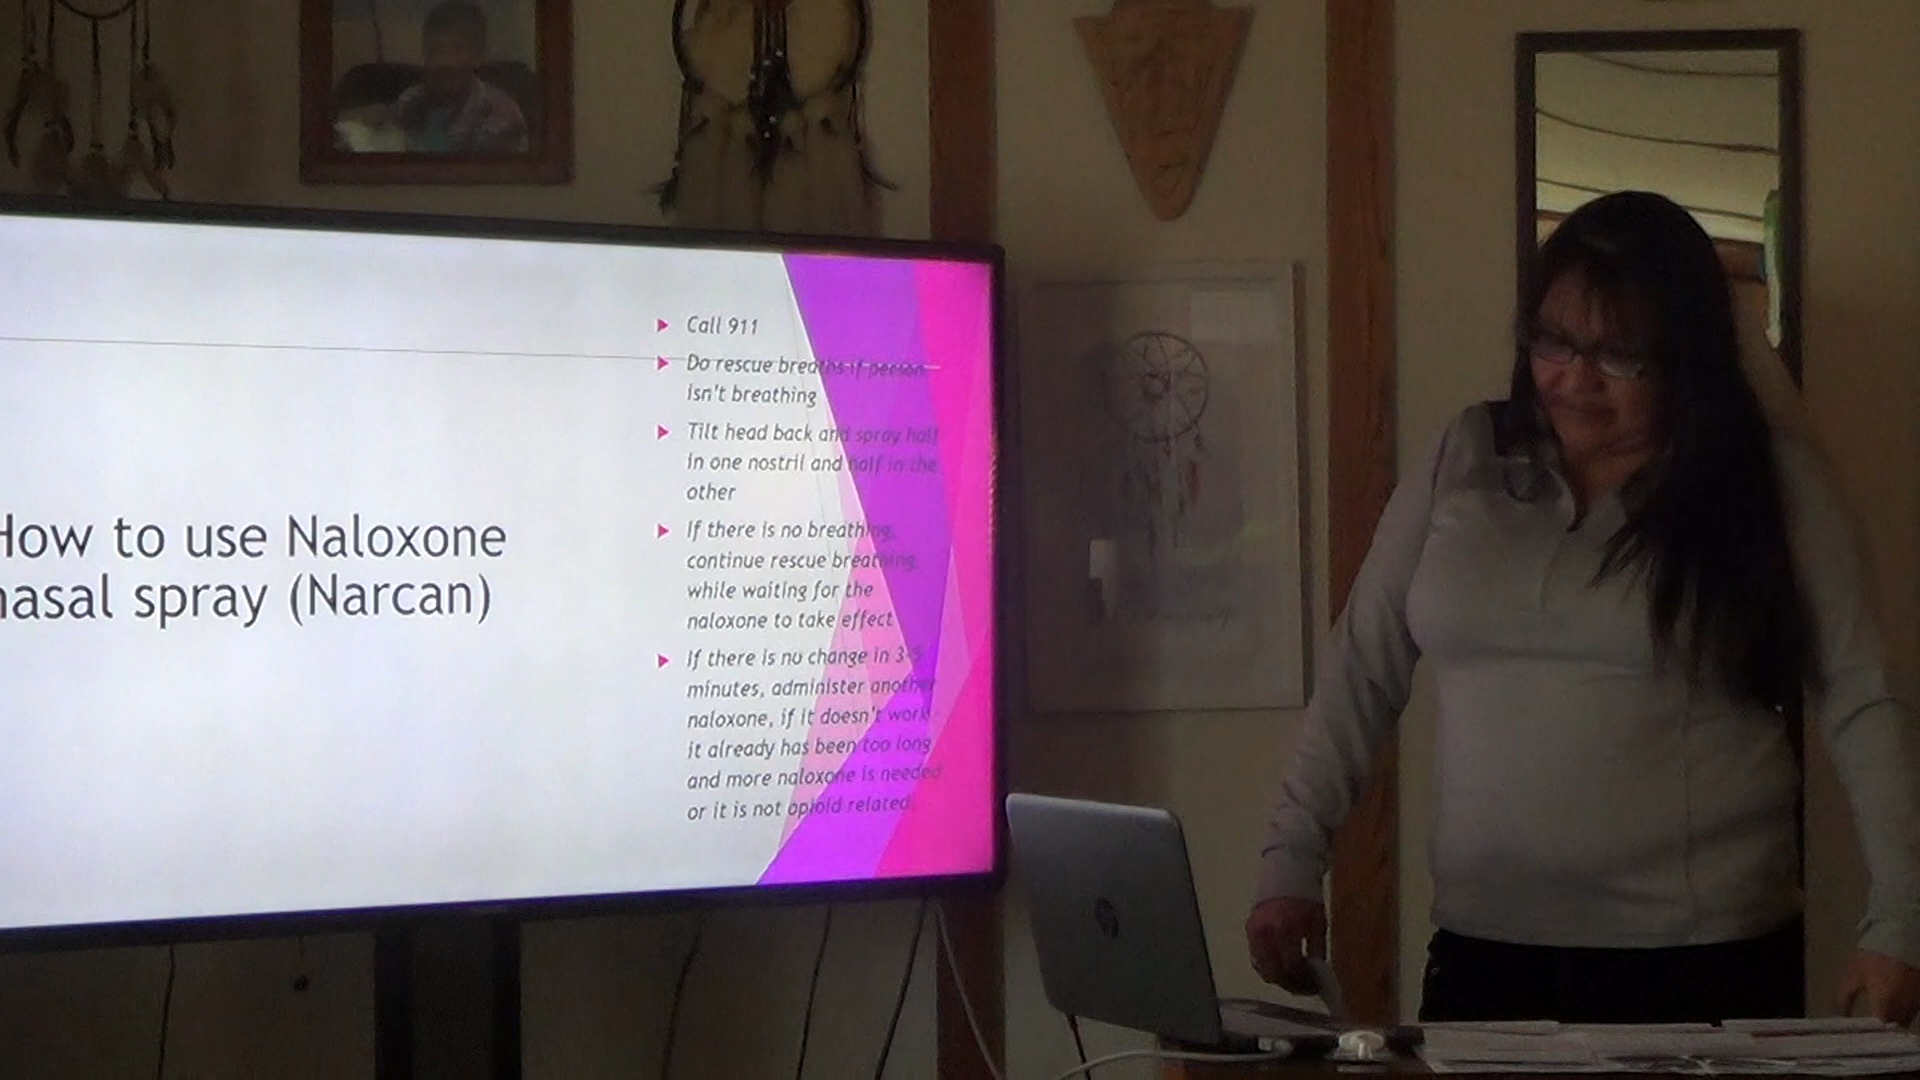 How to use Naloxone
nasal spray (Narcan)
Call 911
Do rescue breaths if person
isn't breathing
Tilt head back and spray half
in one nostril and half in the
other
If there is no breathing,
continue rescue breathing
while waiting for the
naloxone to take effect
If there is no change in 3-5
minutes, administer another
naloxone, if it doesn't work
it already has been too long
and more naloxone is needed
or it is not opioid related.
hp